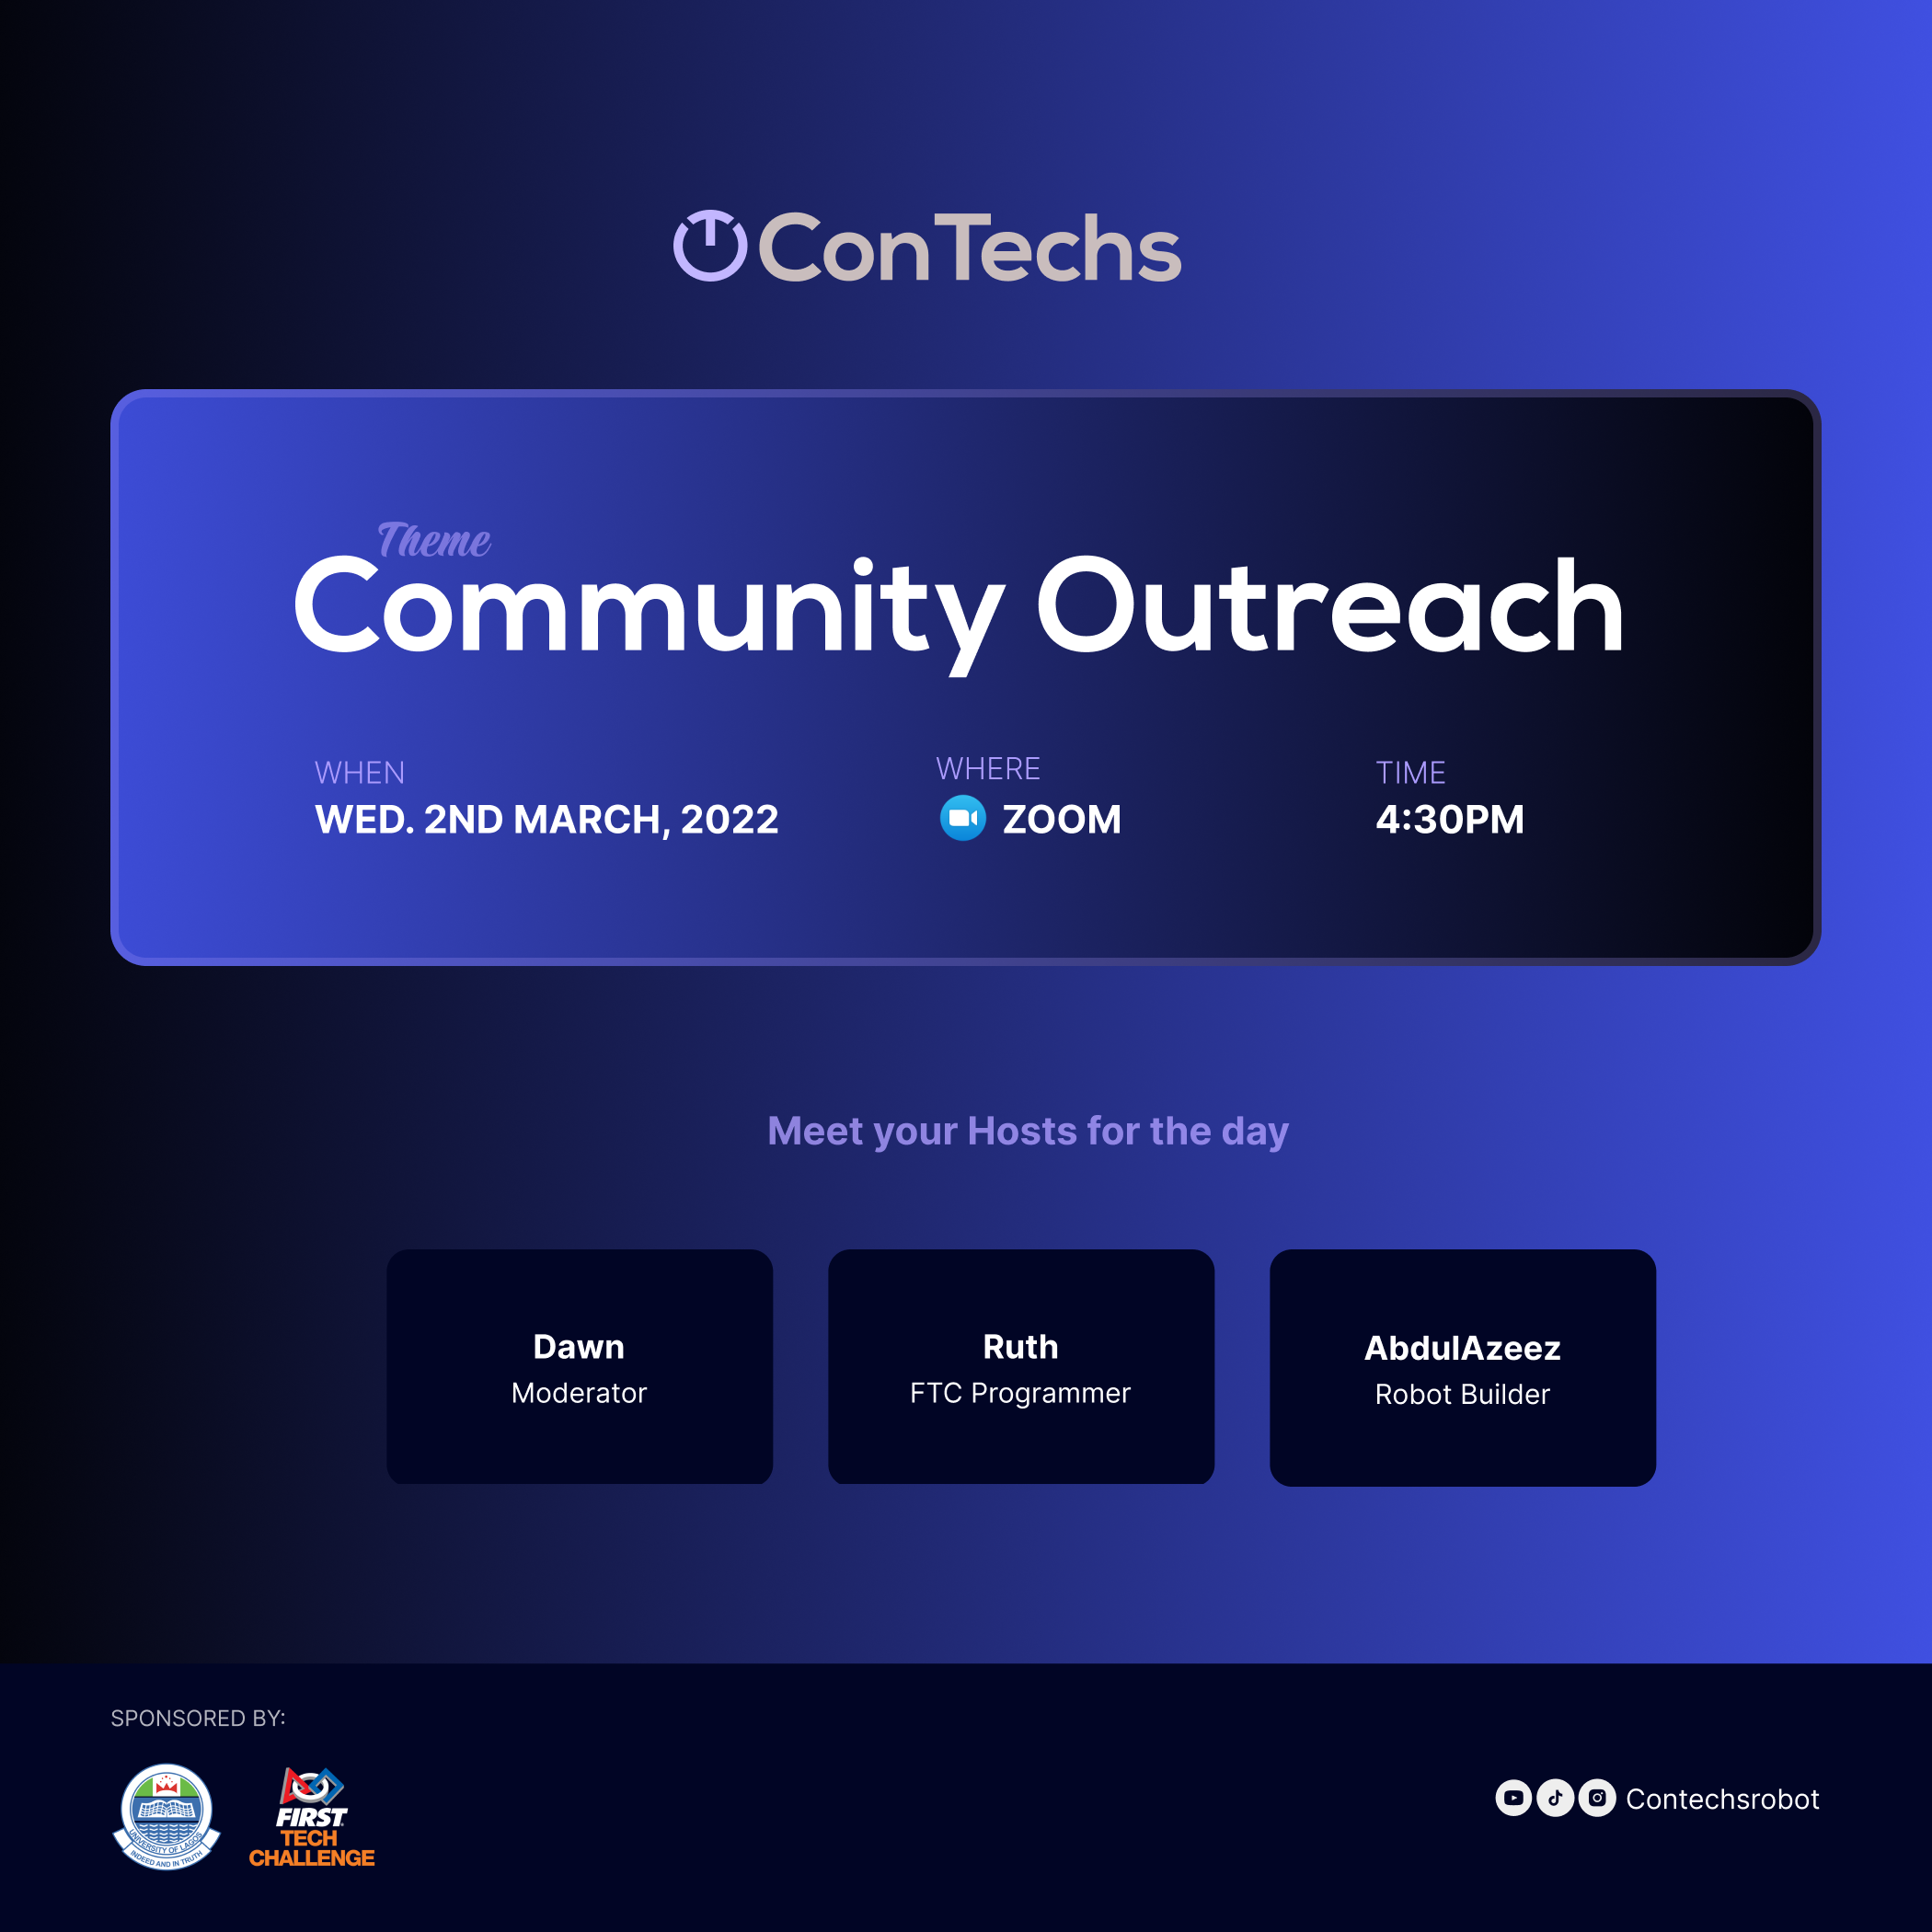 ConTechs
Theme
Community Outreach
WHEN
WED. 2ND MARCH, 2022
WHERE
ZOOM
TIME
4:30PM
Meet your Hosts for the day
Dawn
Moderator
Ruth
FTC Programmer
AbdulAzeez
Robot Builder
SPONSORED BY:
UNIVERSITY OF LAGOS
INDEED AND IN TRUTH
FIRST
TECH
CHALLENGE
Contechsrobot